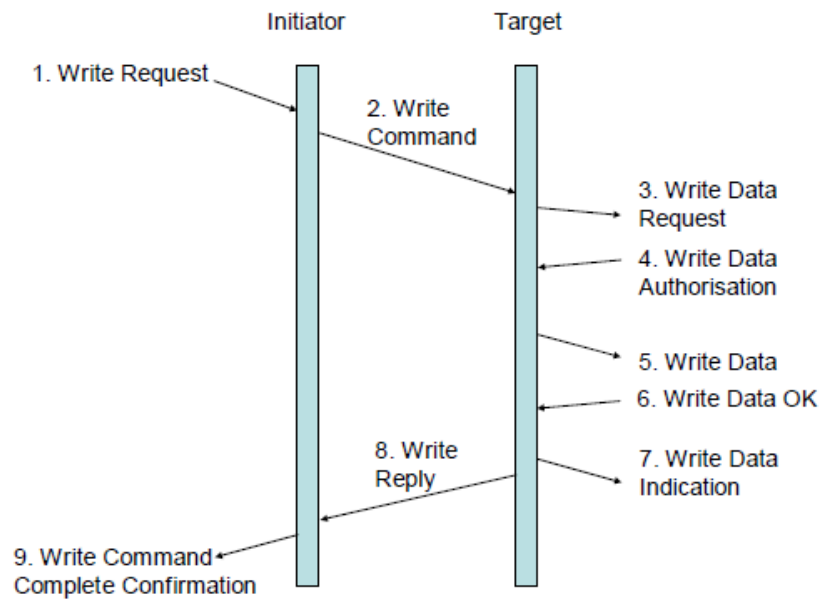 Initiator
Target
1. Write Request
2. Write
Command
3. Write Data
Request
4. Write Data
Authorisation
5. Write Data
6. Write Data OK
7. Write Data
Indication
8. Write
Reply
9. Write Command
Complete Confirmation